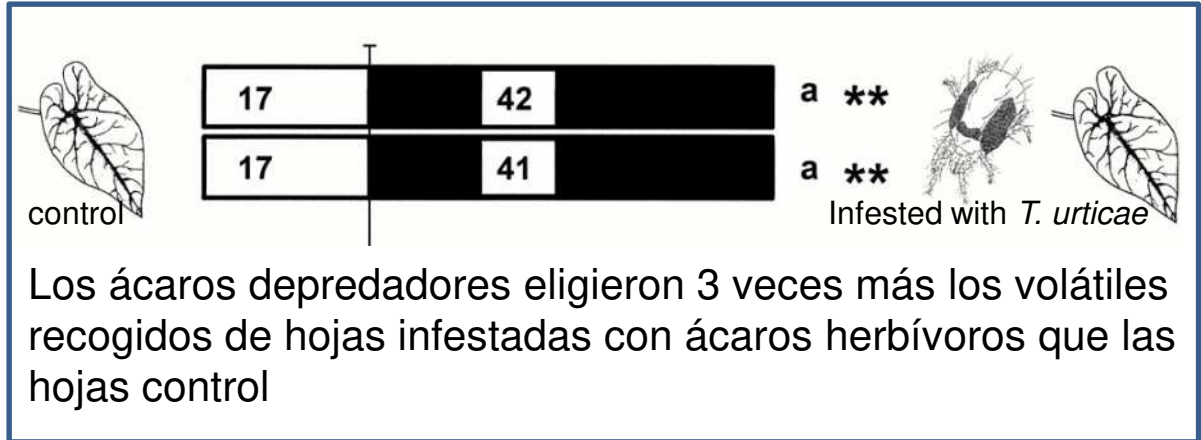 17 42 a **
17 41 a **
control Infested with T. urticae
Los ácaros depredadores eligieron 3 veces más los volátiles
recogidos de hojas infestadas con ácaros herbívoros que las
hojas control